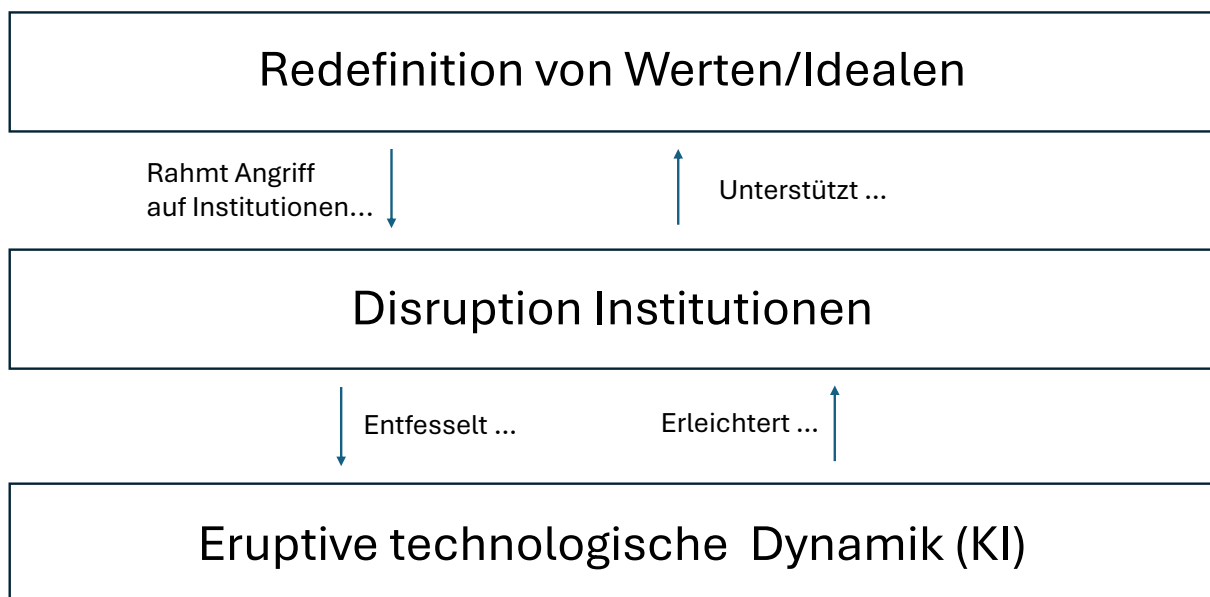 Redefinition von Werten/Idealen
Rahmt Angriff
auf Institutionen...
Unterstützt ...
Disruption Institutionen
Entfesselt ...
Erleichtert ...
Eruptive technologische Dynamik (KI)